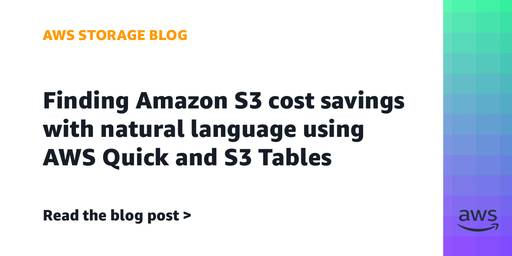 AWS STORAGE BLOG
Finding Amazon S3 cost savings
with natural language using
AWS Quick and S3 Tables
Read the blog post >
aws